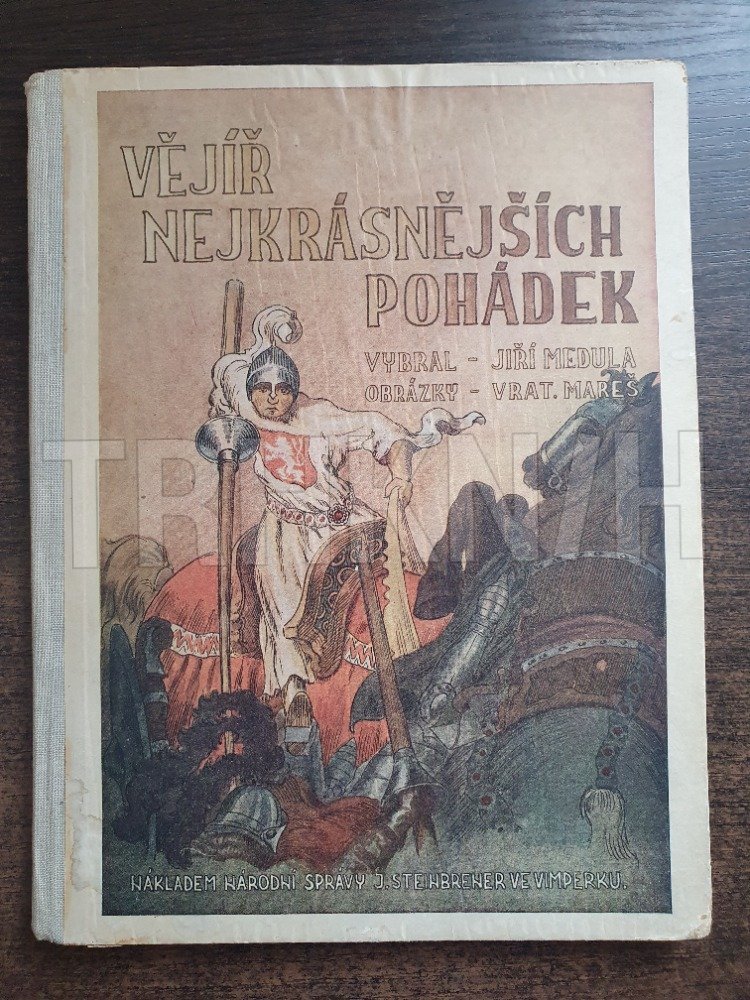 VĚJÍŘ
NEJKRÁSNĚJŠÍCH
POHÁDEK
VYBRAL - JIŘÍ MEDULA
OBRÁZKY - VRAT. MAREŠ
NÁKLADEM NÁRODNÍ SPRÁVY J. STEINBRENER VE VIMPERKU.